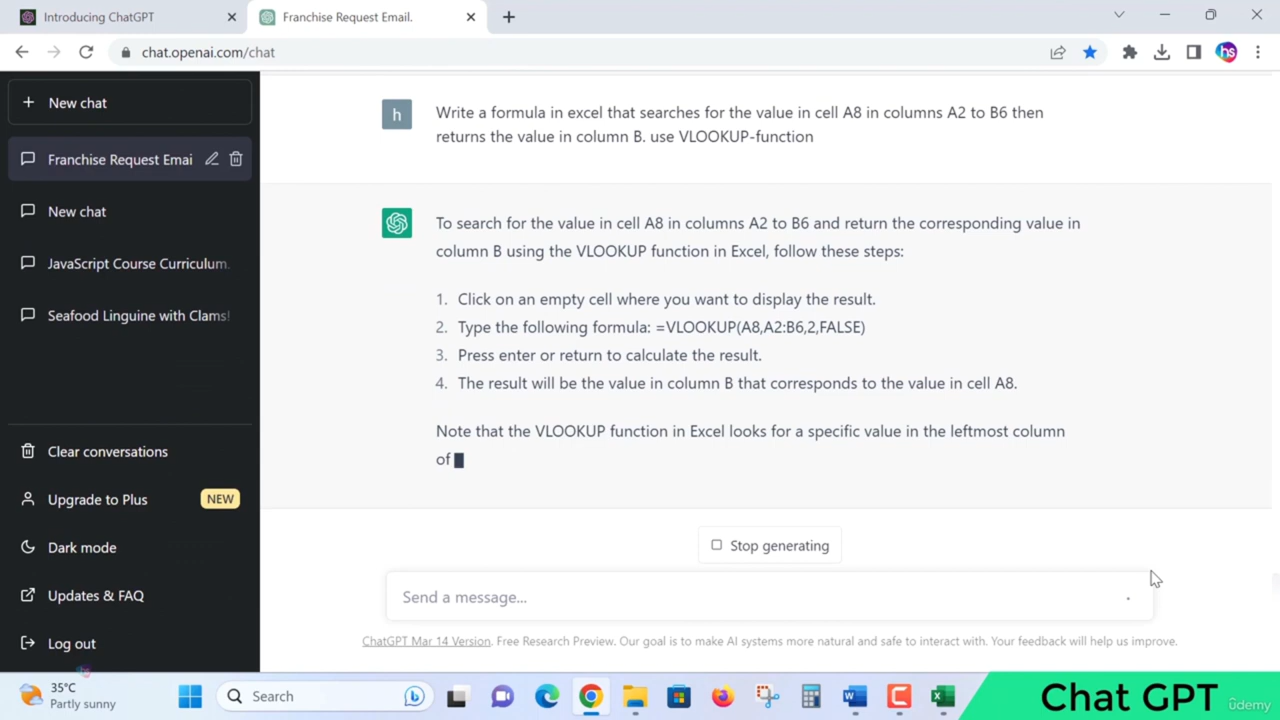 Introducing ChatGPT
Franchise Request Email.
chat.openai.com/chat
hs
+ New chat
Franchise Request Emai
New chat
JavaScript Course Curriculum.
Seafood Linguine with Clams!
Clear conversations
Upgrade to Plus NEW
Dark mode
Updates & FAQ
Log out
h
Write a formula in excel that searches for the value in cell A8 in columns A2 to B6 then
returns the value in column B. use VLOOKUP-function
To search for the value in cell A8 in columns A2 to B6 and return the corresponding value in
column B using the VLOOKUP function in Excel, follow these steps:
1. Click on an empty cell where you want to display the result.
2. Type the following formula: =VLOOKUP(A8,A2:B6,2,FALSE)
3. Press enter or return to calculate the result.
4. The result will be the value in column B that corresponds to the value in cell A8.
Note that the VLOOKUP function in Excel looks for a specific value in the leftmost column
of
Stop generating
Send a message...
ChatGPT Mar 14 Version. Free Research Preview. Our goal is to make AI systems more natural and safe to interact with. Your feedback will help us improve.
hs
35°C
Partly sunny
Search
Chat GPT
ûdemy